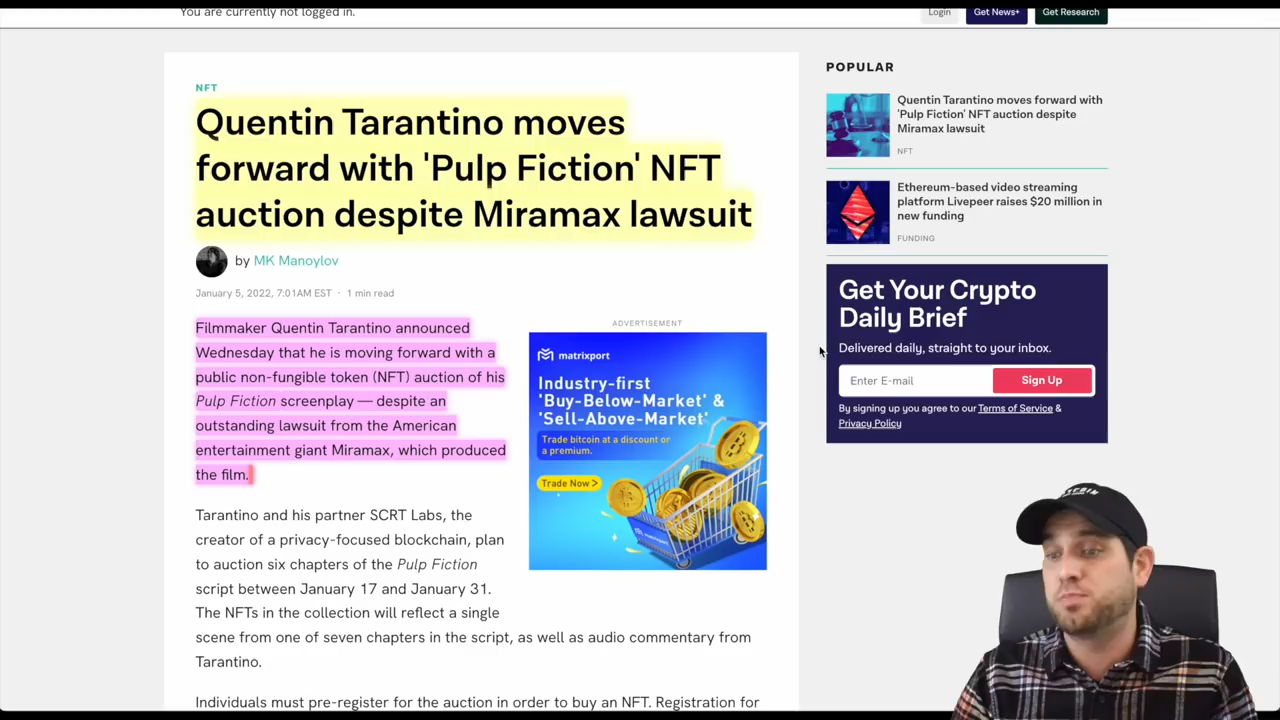 You are currently not logged in.
Login
Get News+
Get Research
NFT
Quentin Tarantino moves
forward with 'Pulp Fiction' NFT
auction despite Miramax lawsuit
by MK Manoylov
January 5, 2022, 7:01AM EST · 1 min read
Filmmaker Quentin Tarantino announced
Wednesday that he is moving forward with a
public non-fungible token (NFT) auction of his
Pulp Fiction screenplay — despite an
outstanding lawsuit from the American
entertainment giant Miramax, which produced
the film.
ADVERTISEMENT
matrixport
Industry-first
'Buy-Below-Market' &
'Sell-Above-Market'
Trade bitcoin at a discount or
a premium.
Trade Now >
Tarantino and his partner SCRT Labs, the
creator of a privacy-focused blockchain, plan
to auction six chapters of the Pulp Fiction
script between January 17 and January 31.
The NFTs in the collection will reflect a single
scene from one of seven chapters in the script, as well as audio commentary from
Tarantino.
Individuals must pre-register for the auction in order to buy an NFT. Registration for
POPULAR
Quentin Tarantino moves forward with
'Pulp Fiction' NFT auction despite
Miramax lawsuit
NFT
Ethereum-based video streaming
platform Livepeer raises $20 million in
new funding
FUNDING
Get Your Crypto
Daily Brief
Delivered daily, straight to your inbox.
Enter E-mail
Sign Up
By signing up you agree to our Terms of Service &
Privacy Policy